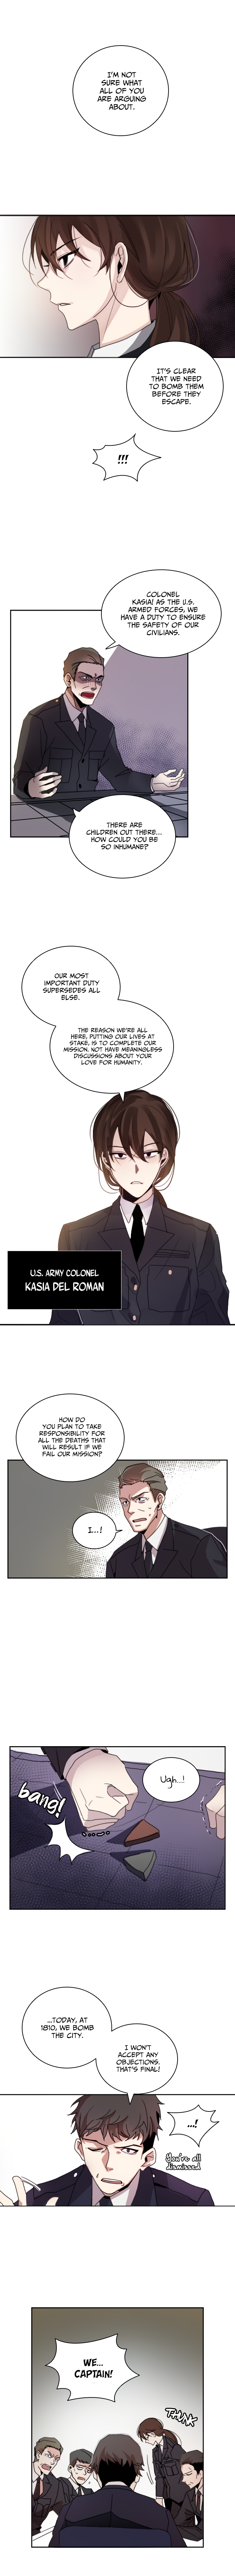 I'M NOT
SURE WHAT
ALL OF YOU
ARE ARGUING
ABOUT.
IT'S CLEAR
THAT WE NEED
TO BOMB THEM
BEFORE THEY
ESCAPE.
!!!
COLONEL
KASIA! AS THE U.S.
ARMED FORCES, WE
HAVE A DUTY TO ENSURE
THE SAFETY OF OUR
CIVILIANS.
THERE ARE
CHILDREN OUT THERE...
HOW COULD YOU BE
SO INHUMANE?
OUR MOST
IMPORTANT DUTY
SUPERSEDES ALL
ELSE.
THE REASON WE'RE ALL
HERE, PUTTING OUR LIVES AT
STAKE, IS TO COMPLETE OUR
MISSION. NOT HAVE MEANINGLESS
DISCUSSIONS ABOUT YOUR
LOVE FOR HUMANITY.
U.S. ARMY COLONEL
KASIA DEL ROMAN
HOW DO
YOU PLAN TO TAKE
RESPONSIBILITY FOR
ALL THE DEATHS THAT
WILL RESULT IF WE
FAIL OUR MISSION?
I...!
Ugh...!
bang!
...TODAY, AT
1810, WE BOMB
THE CITY.
I WON'T
ACCEPT ANY
OBJECTIONS.
THAT'S FINAL!
...!
You're all
dismissed
WE...
CAPTAIN!
THUNK